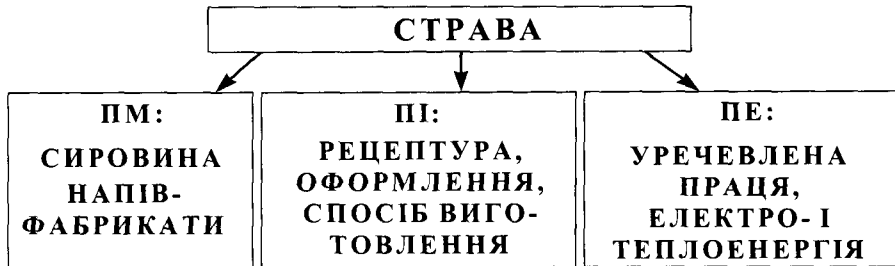 СТРАВА
ПМ:
СИРОВИНА
НАПІВ-
ФАБРИКАТИ
ПІ:
РЕЦЕПТУРА,
ОФОРМЛЕННЯ,
СПОСІБ ВИГО-
ТОВЛЕННЯ
ПЕ:
УРЕЧЕВЛЕНА
ПРАЦЯ,
ЕЛЕКТРО- І
ТЕПЛОЕНЕРГІЯ